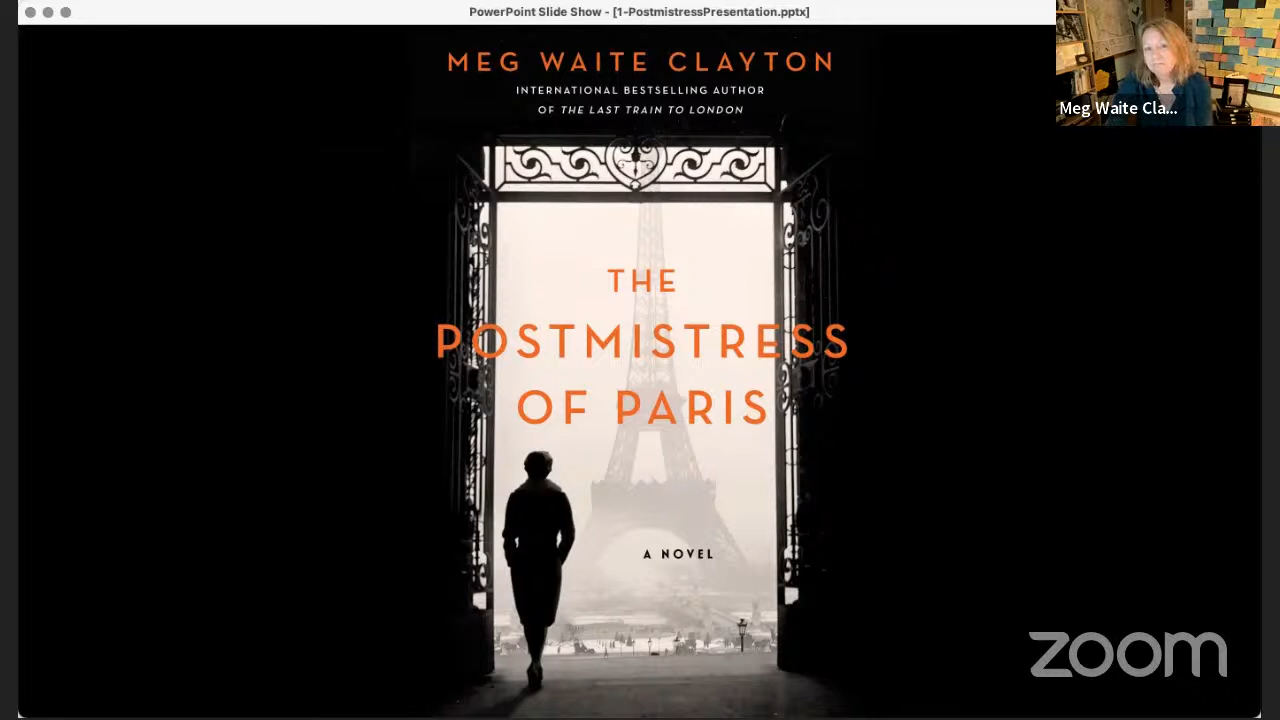 PowerPoint Slide Show - [1-PostmistressPresentation.pptx]
MEG WAITE CLAYTON
INTERNATIONAL BESTSELLING AUTHOR
OF THE LAST TRAIN TO LONDON
Meg Waite Cla...
THE
POSTMISTRESS
OF PARIS
A NOVEL
zoom